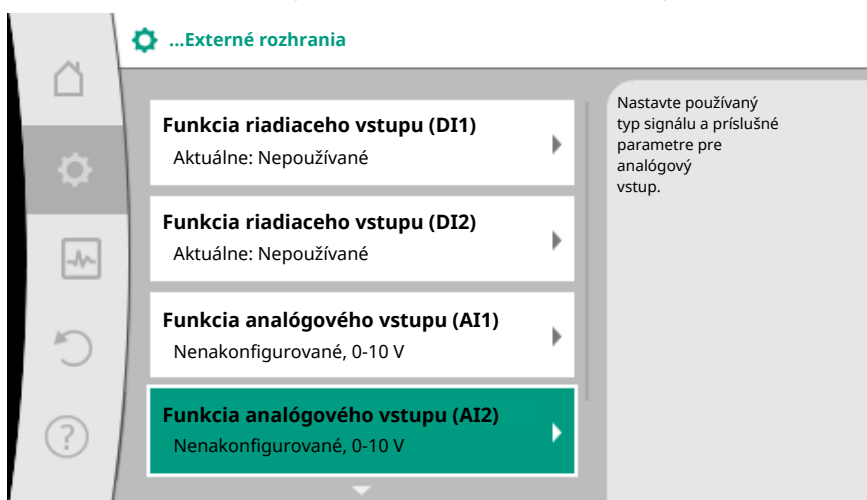 ...Externé rozhrania
Funkcia riadiaceho vstupu (DI1)
Aktuálne: Nepoužívané
Funkcia riadiaceho vstupu (DI2)
Aktuálne: Nepoužívané
Funkcia analógového vstupu (AI1)
Nenakonfigurované, 0-10 V
Funkcia analógového vstupu (AI2)
Nenakonfigurované, 0-10 V
Nastavte používaný
typ signálu a príslušné
parametre pre
analógový
vstup.